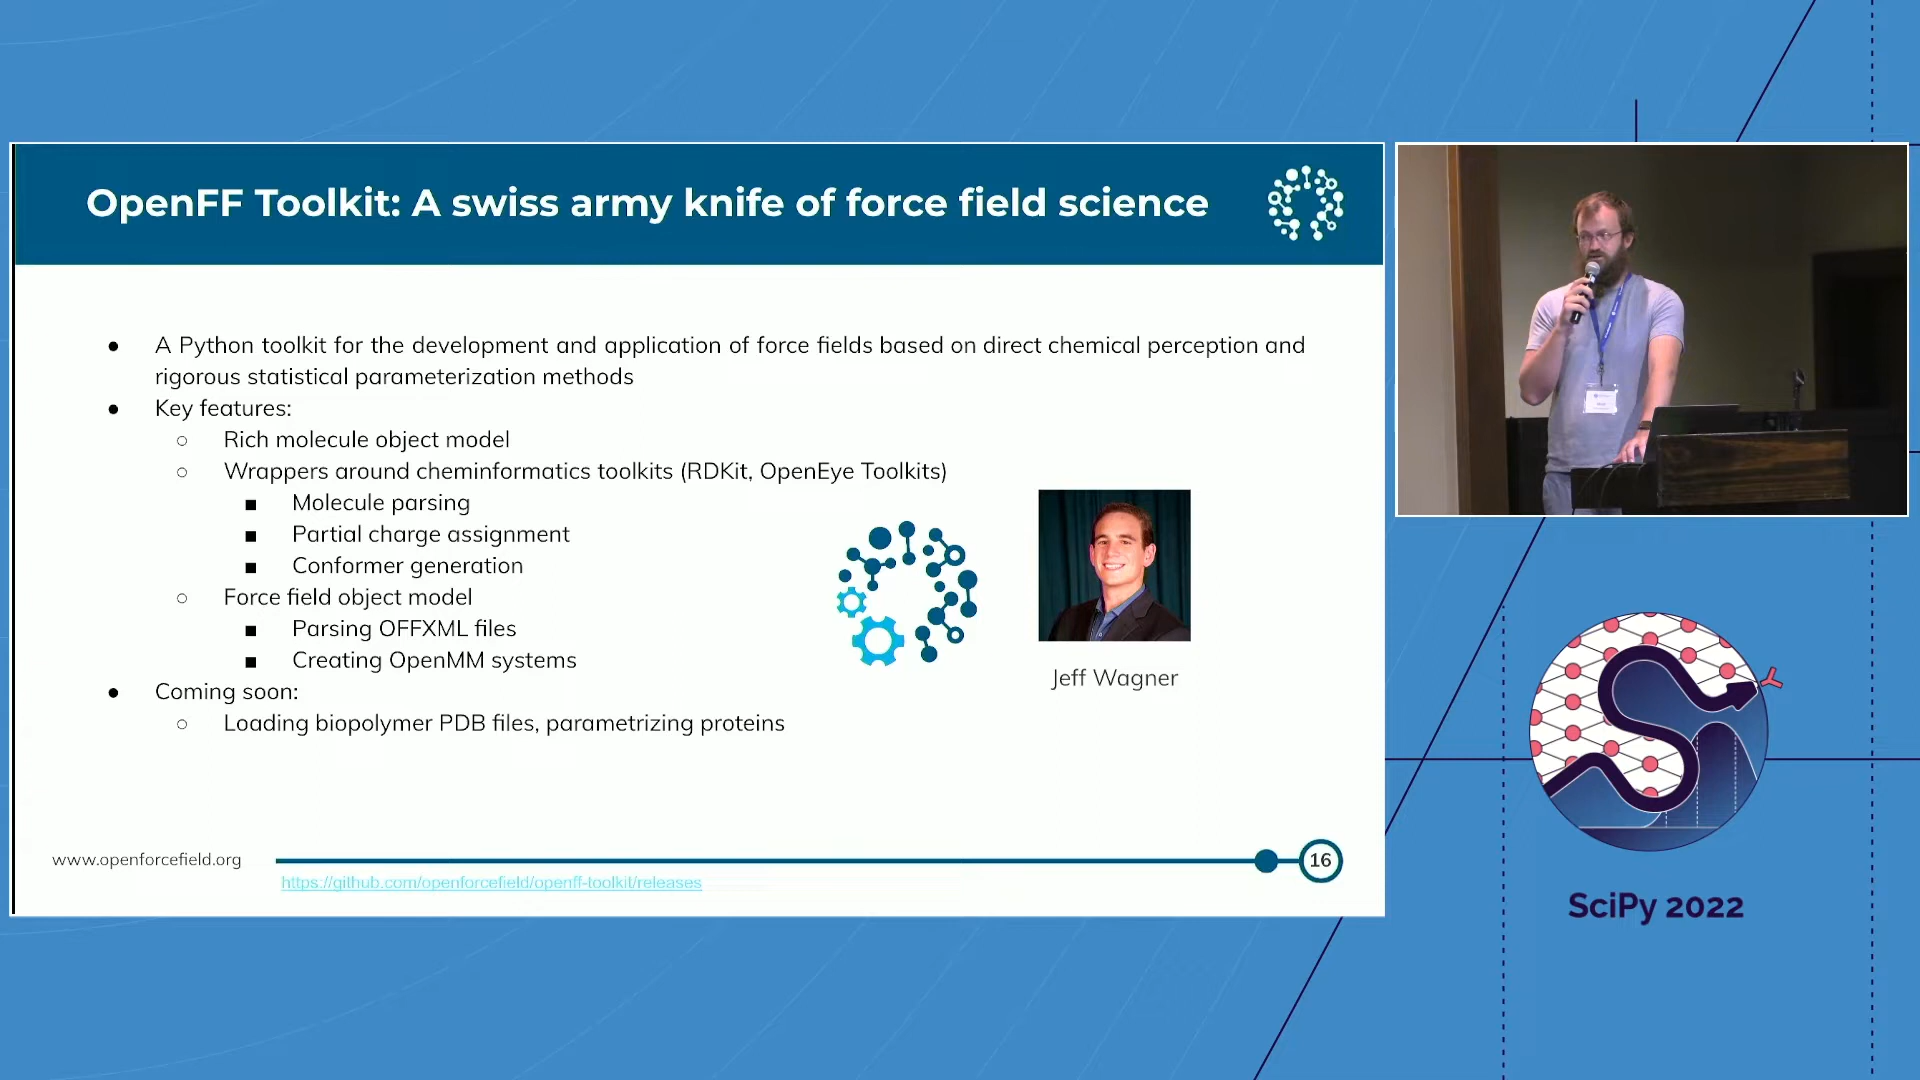 OpenFF Toolkit: A swiss army knife of force field science
● A Python toolkit for the development and application of force fields based on direct chemical perception and
rigorous statistical parameterization methods
● Key features:
○ Rich molecule object model
○ Wrappers around cheminformatics toolkits (RDKit, OpenEye Toolkits)
■ Molecule parsing
■ Partial charge assignment
■ Conformer generation
○ Force field object model
■ Parsing OFFXML files
■ Creating OpenMM systems
● Coming soon:
○ Loading biopolymer PDB files, parametrizing proteins
Jeff Wagner
www.openforcefield.org
16
https://github.com/openforcefield/openff-toolkit/releases
SciPy 2022